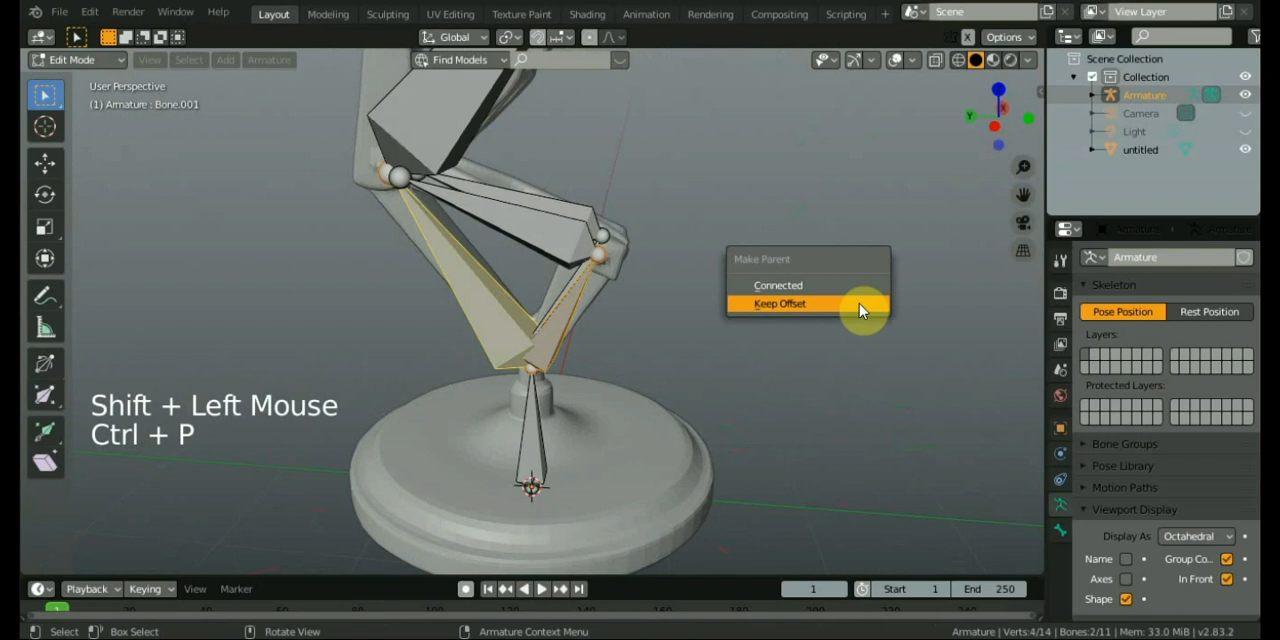 File Edit Render Window Help Layout Modeling Sculpting UV Editing Texture Paint Shading Animation Rendering Compositing Scripting + Scene View Layer
Global Options
Edit Mode View Select Add Armature Find Models
User Perspective
(1) Armature : Bone.001
Scene Collection
Collection
Armature
Camera
Light
untitled
X
Y
Make Parent
Connected
Keep Offset
Shift + Left Mouse
Ctrl + P
Armature
Skeleton
Pose Position Rest Position
Layers:
Protected Layers:
Bone Groups
Pose Library
Motion Paths
Viewport Display
Display As Octahedral
Name Group Co...
Axes In Front
Shape
Playback Keying View Marker 1 Start 1 End 250
1
Select Box Select Rotate View Armature Context Menu Armature | Verts:4/14 | Bones:2/11 | Mem: 33.0 MiB | v2.83.2